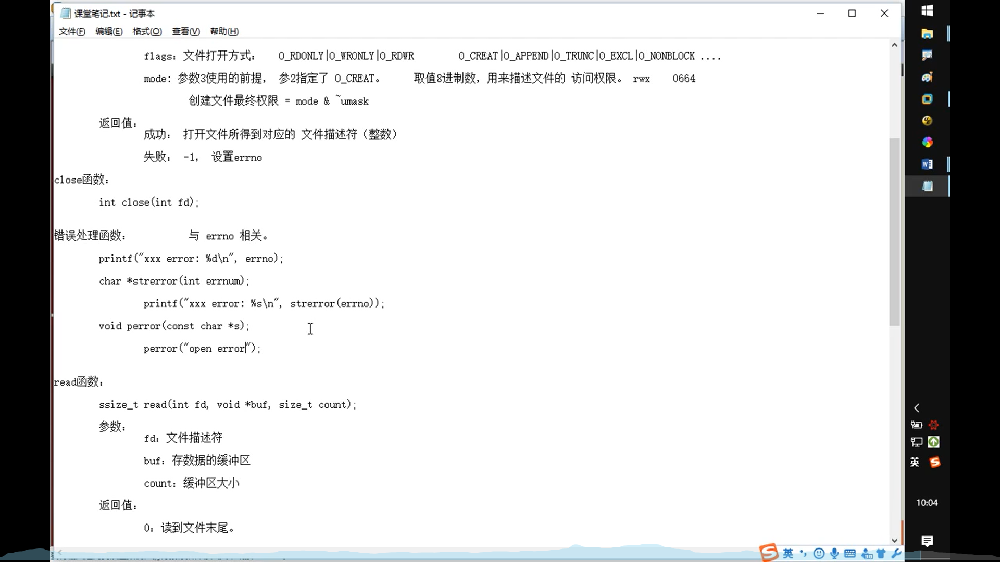 课堂笔记.txt - 记事本
文件(F) 编辑(E) 格式(O) 查看(V) 帮助(H)
flags: 文件打开方式: O_RDONLY|O_WRONLY|O_RDWR O_CREAT|O_APPEND|O_TRUNC|O_EXCL|O_NONBLOCK ....
mode: 参数3使用的前提, 参2指定了 O_CREAT。 取值8进制数,用来描述文件的 访问权限。 rwx 0664
创建文件最终权限 = mode & ~umask
返回值:
成功: 打开文件所得到对应的 文件描述符(整数)
失败: -1, 设置errno
close函数:
int close(int fd);
错误处理函数: 与 errno 相关。
printf("xxx error: %d\n", errno);
char *strerror(int errnum);
printf("xxx error: %s\n", strerror(errno));
void perror(const char *s);
perror("open error");
read函数:
ssize_t read(int fd, void *buf, size_t count);
参数:
fd: 文件描述符
buf: 存数据的缓冲区
count: 缓冲区大小
返回值:
0: 读到文件末尾。
英
10:04
英